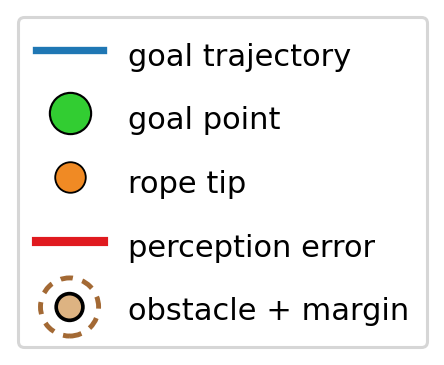 goal trajectory
goal point
rope tip
perception error
obstacle + margin